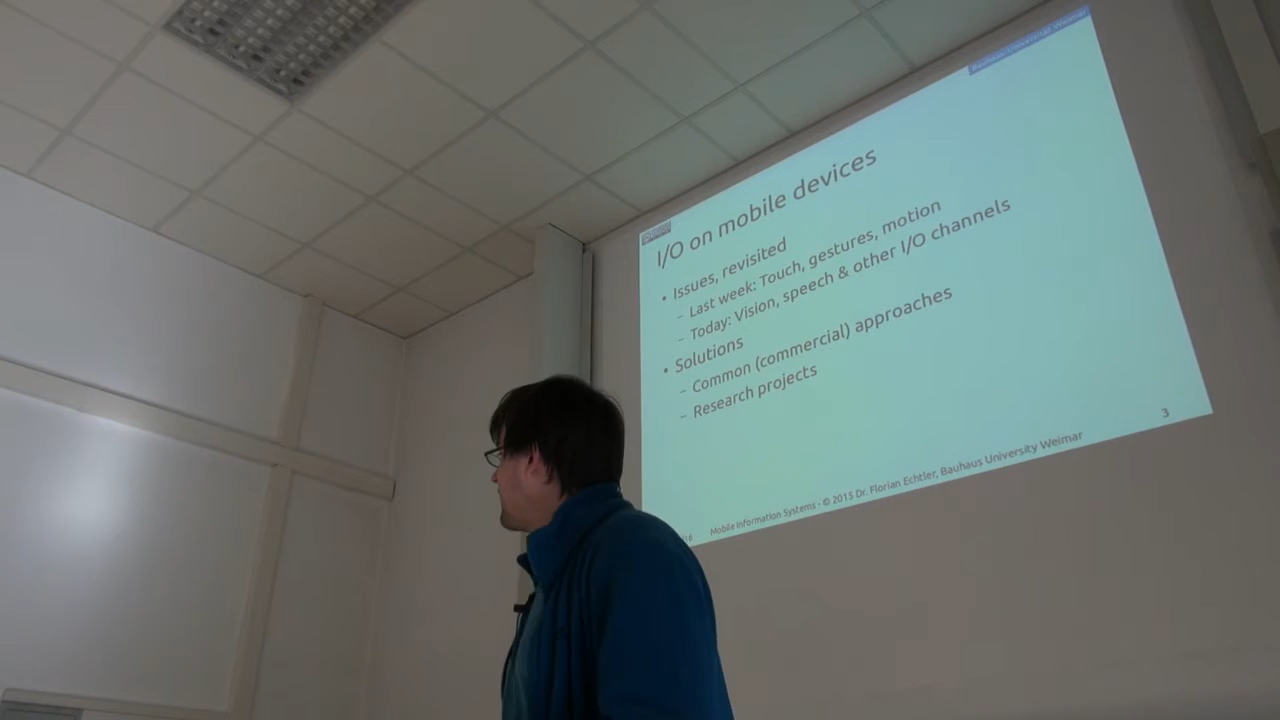 I/O on mobile devices
• Issues, revisited
– Last week: Touch, gestures, motion
– Today: Vision, speech & other I/O channels
• Solutions
– Common (commercial) approaches
– Research projects
3
16 Mobile Information Systems - © 2015 Dr. Florian Echtler, Bauhaus University Weimar